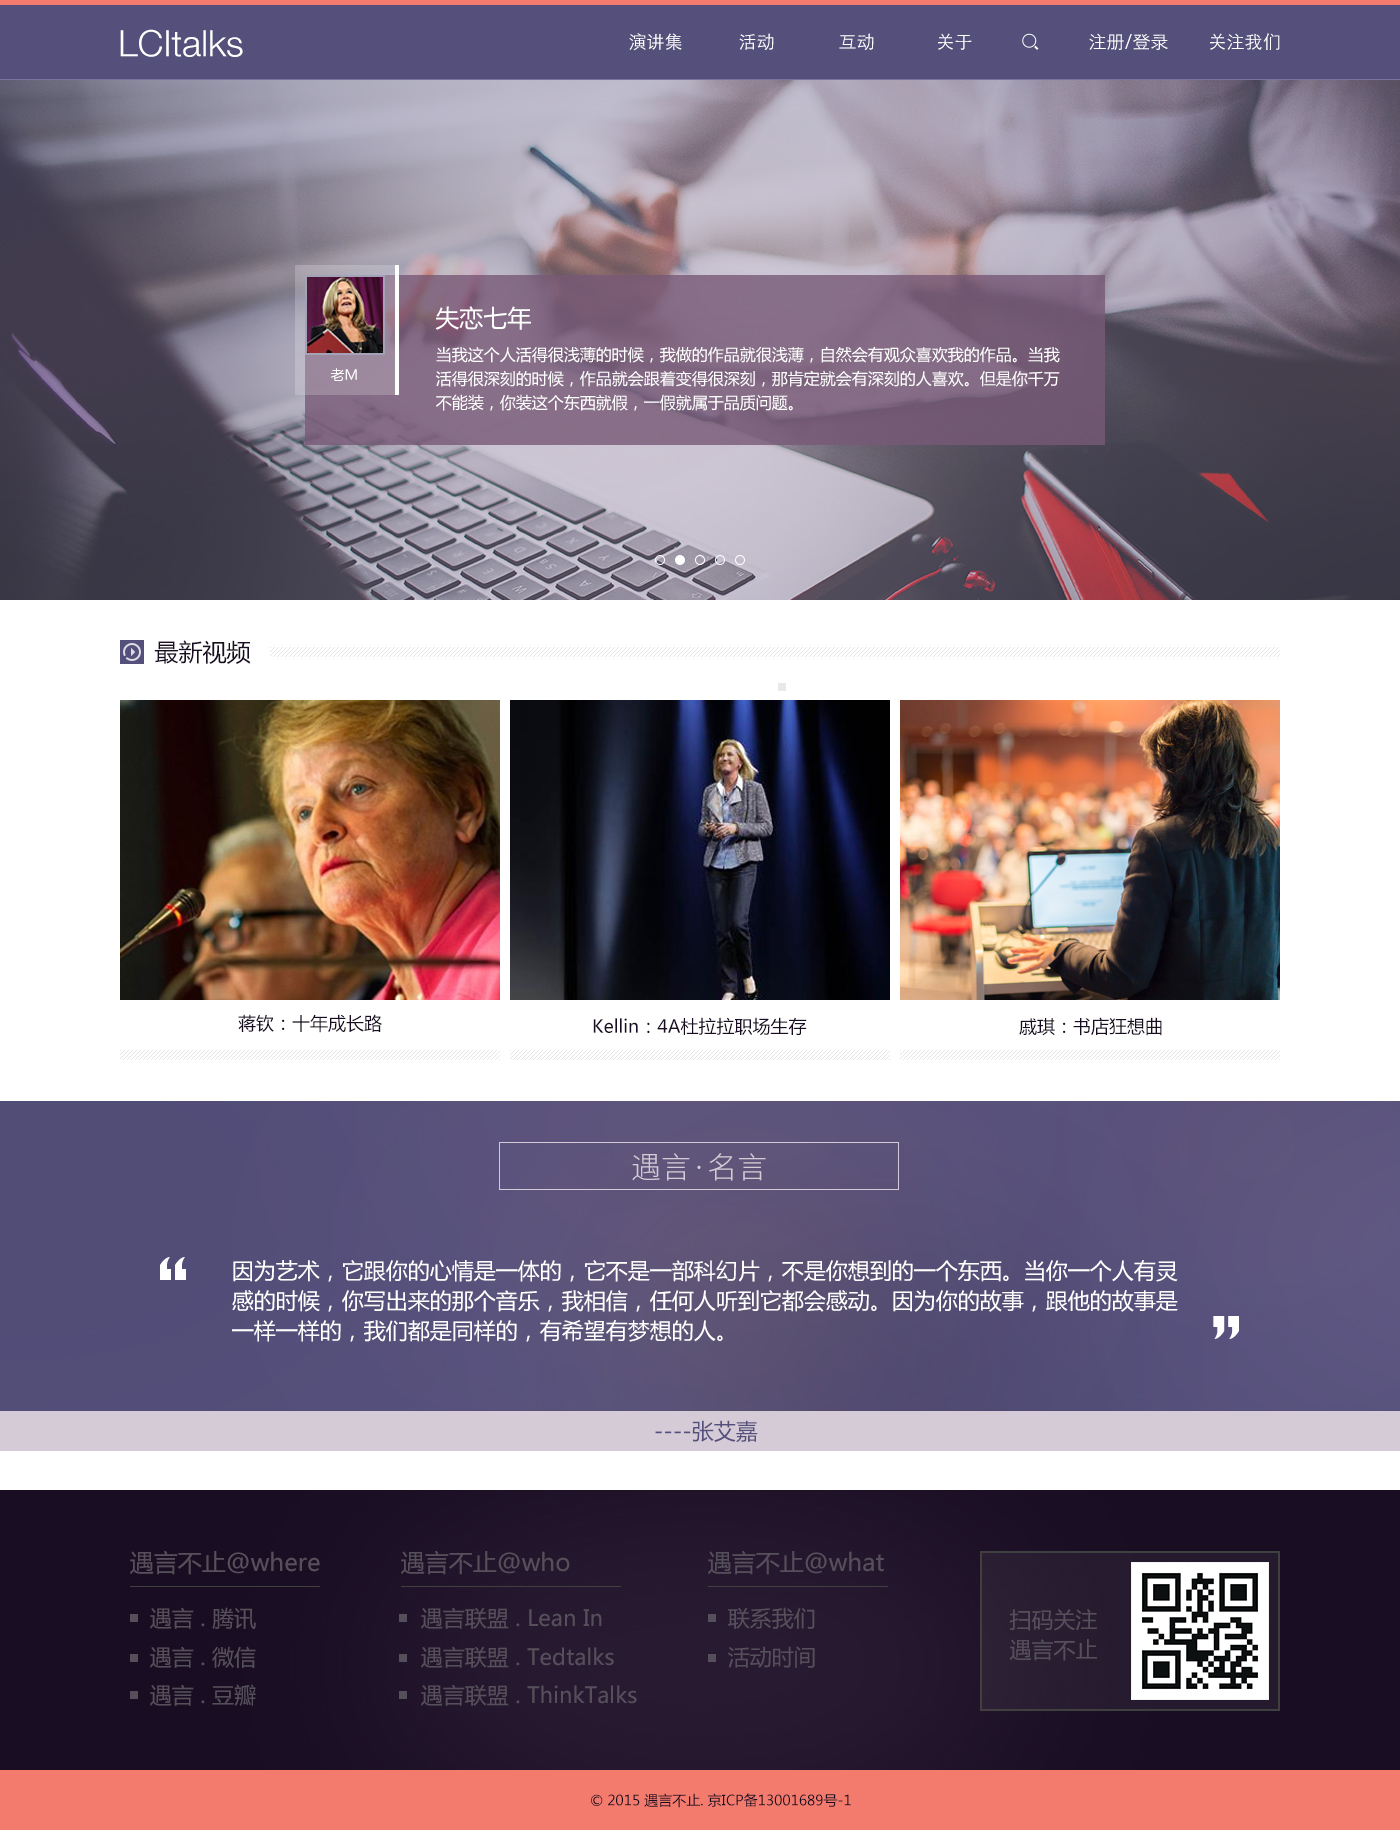 LCItalks
演讲集 活动 互动 关于 注册/登录 关注我们
失恋七年
当我这个人活得很浅薄的时候，我做的作品就很浅薄，自然会有观众喜欢我的作品。当我
活得很深刻的时候，作品就会跟着变得很深刻，那肯定就会有深刻的人喜欢。但是你千万
不能装，你装这个东西就假，一假就属于品质问题。
老M
最新视频
蒋钦：十年成长路
Kellin：4A杜拉拉职场生存
戚琪：书店狂想曲
遇言·名言
“
因为艺术，它跟你的心情是一体的，它不是一部科幻片，不是你想到的一个东西。当你一个人有灵
感的时候，你写出来的那个音乐，我相信，任何人听到它都会感动。因为你的故事，跟他的故事是
一样一样的，我们都是同样的，有希望有梦想的人。
”
----张艾嘉
遇言不止@where
遇言 . 腾讯
遇言 . 微信
遇言 . 豆瓣
遇言不止@who
遇言联盟 . Lean In
遇言联盟 . Tedtalks
遇言联盟 . ThinkTalks
遇言不止@what
联系我们
活动时间
扫码关注
遇言不止
© 2015 遇言不止. 京ICP备13001689号-1